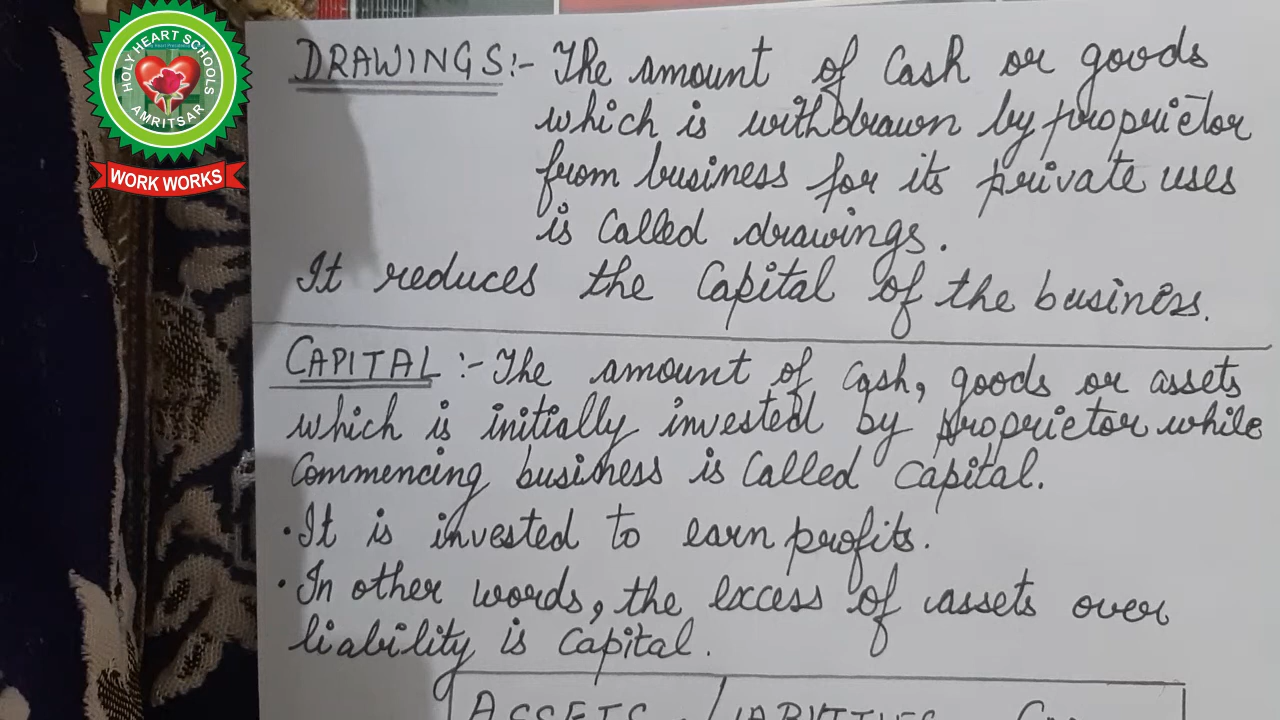 HOLY HEART SCHOOLS
AMRITSAR
WORK WORKS
DRAWINGS:- The amount of Cash or goods
which is withdrawn by proprietor
from business for its private uses
is Called drawings.
It reduces the Capital of the business.
CAPITAL :- The amount of Cash, goods or assets
which is initially invested by proprietor while
Commencing business is Called Capital.
· It is invested to earn profits.
· In other words, the excess of assets over
liability is Capital.
ASSETS